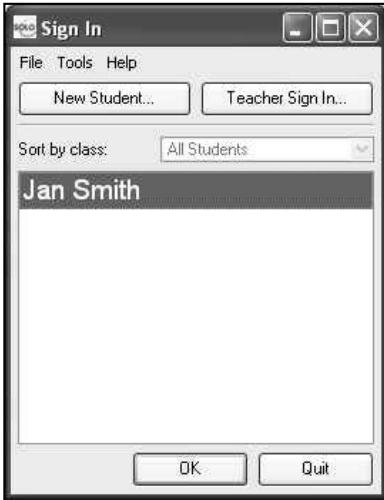 SOLO Sign In
File Tools Help
New Student... Teacher Sign In...
Sort by class: All Students
Jan Smith
OK Quit